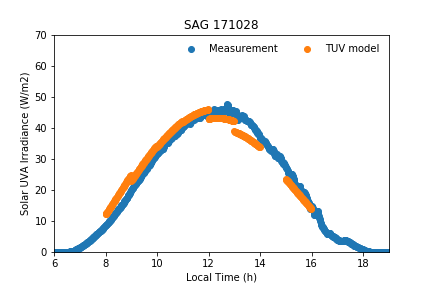 SAG 171028
Measurement TUV model
Solar UVA Irradiance (W/m2)
70
60
50
40
30
20
10
0
6 8 10 12 14 16 18
Local Time (h)